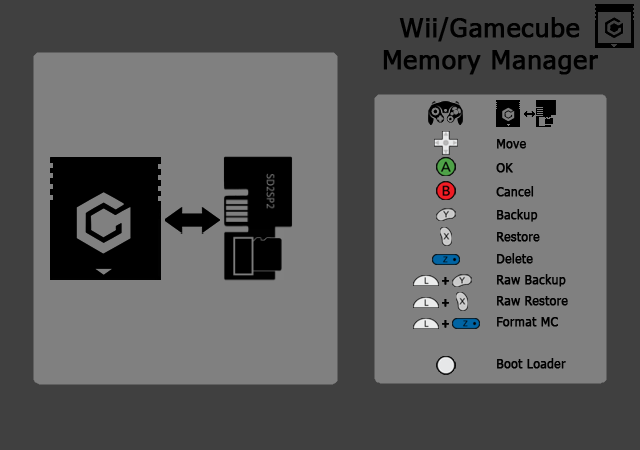 Wii/Gamecube
Memory Manager
SD2SP2
Move
A OK
B Cancel
Y Backup
X Restore
Z Delete
L + Y Raw Backup
L + X Raw Restore
L + Z Format MC
Boot Loader